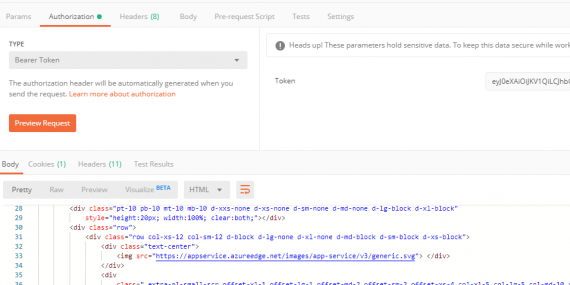 Params Authorization Headers (8) Body Pre-request Script Tests Settings
TYPE
Bearer Token
The authorization header will be automatically generated when you
send the request. Learn more about authorization
Preview Request
Heads up! These parameters hold sensitive data. To keep this data secure while work
Token
Body Cookies (1) Headers (11) Test Results
Pretty Raw Preview Visualize BETA HTML
28 <div class="pt-10 pb-10 mt-10 mb-10 d-xxs-none d-xs-none d-sm-none d-md-none d-lg-block d-xl-block"
29 style="height:20px; width:100%; clear:both;"></div>
30 <div class="row">
31 <div class="row col-xs-12 col-sm-12 d-block d-lg-none d-xl-none d-md-block d-sm-block d-xs-block">
32 <div class="text-center">
33 <img src="https://appservice.azureedge.net/images/app-service/v3/generic.svg"> </div>
34 </div>
35 <div